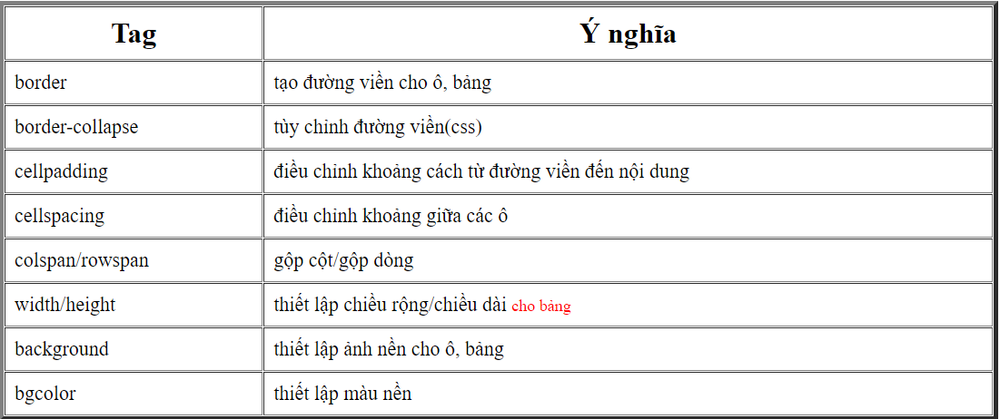 Tag Ý nghĩa
border tạo đường viền cho ô, bảng
border-collapse tùy chỉnh đường viền(css)
cellpadding điều chỉnh khoảng cách từ đường viền đến nội dung
cellspacing điều chỉnh khoảng giữa các ô
colspan/rowspan gộp cột/gộp dòng
width/height thiết lập chiều rộng/chiều dài cho bảng
background thiết lập ảnh nền cho ô, bảng
bgcolor thiết lập màu nền